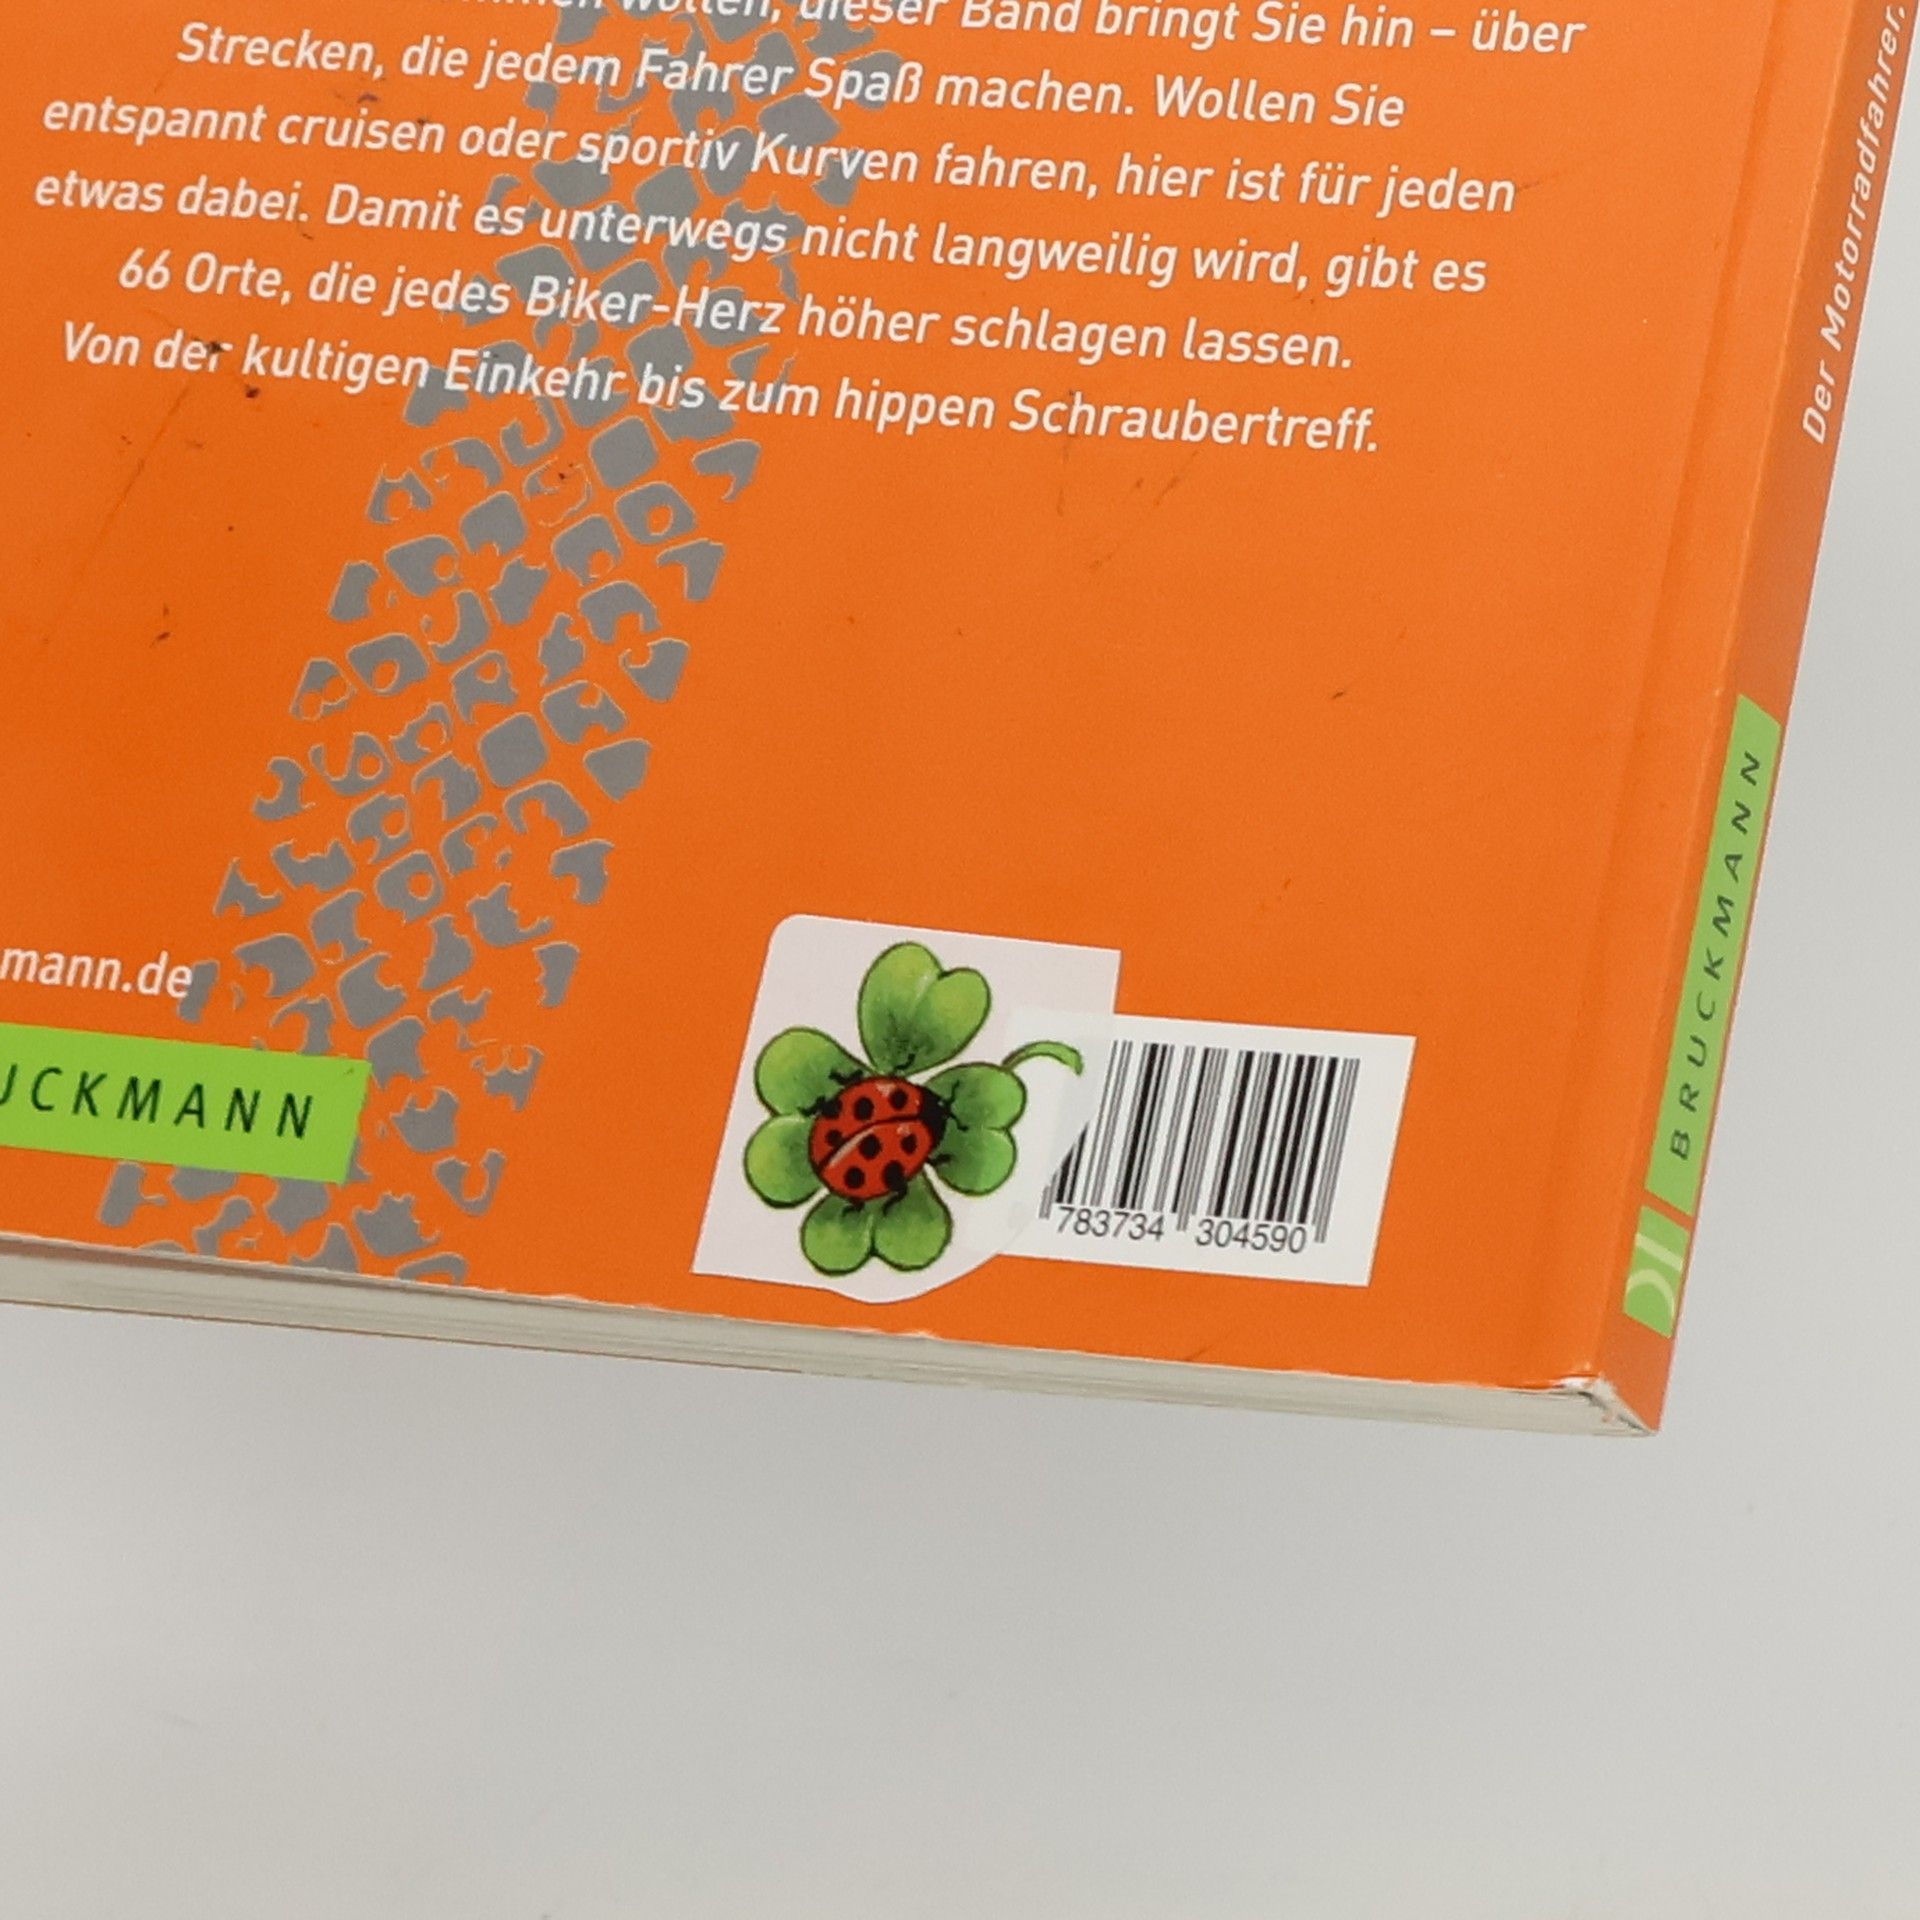 wollen, dieser Band bringt Sie hin – über
Strecken, die jedem Fahrer Spaß machen. Wollen Sie
entspannt cruisen oder sportiv Kurven fahren, hier ist für jeden
etwas dabei. Damit es unterwegs nicht langweilig wird, gibt es
66 Orte, die jedes Biker-Herz höher schlagen lassen.
Von der kultigen Einkehr bis zum hippen Schraubertreff.
mann.de
UCKMANN
783734 304590
Der Motorradfahrer.
BRUCKMANN